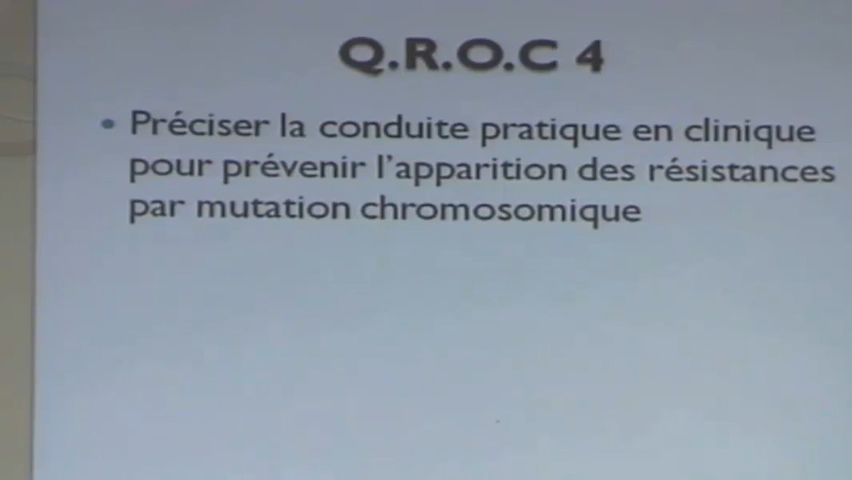 Q.R.O.C 4
• Préciser la conduite pratique en clinique
pour prévenir l'apparition des résistances
par mutation chromosomique